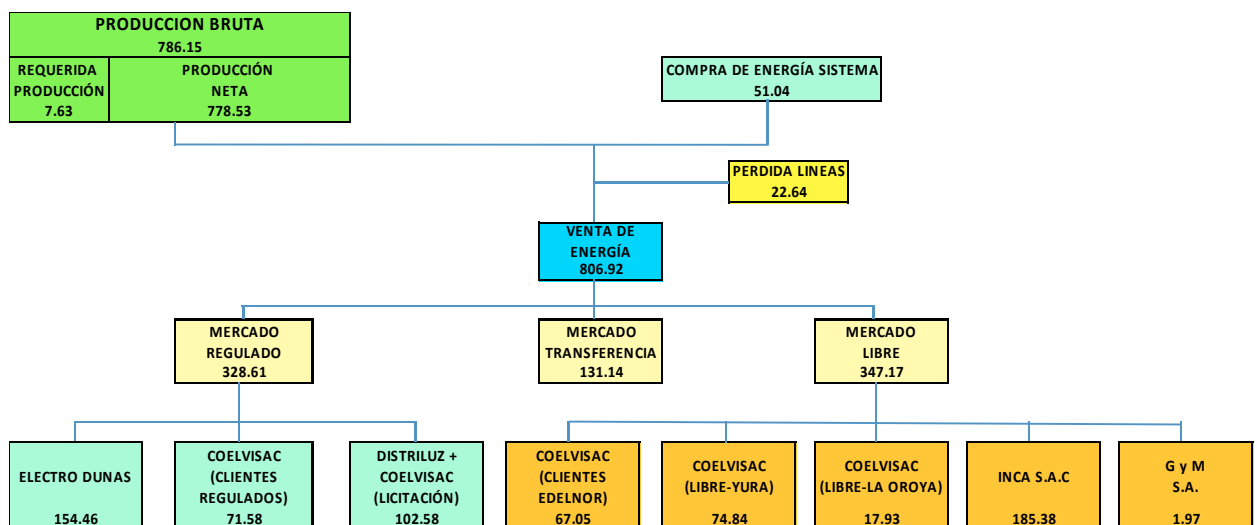 PRODUCCION BRUTA
786.15
REQUERIDA
PRODUCCIÓN
7.63
PRODUCCIÓN
NETA
778.53
COMPRA DE ENERGÍA SISTEMA
51.04
PERDIDA LINEAS
22.64
VENTA DE
ENERGÍA
806.92
MERCADO
REGULADO
328.61
MERCADO
TRANSFERENCIA
131.14
MERCADO
LIBRE
347.17
ELECTRO DUNAS
154.46
COELVISAC
(CLIENTES
REGULADOS)
71.58
DISTRILUZ +
COELVISAC
(LICITACIÓN)
102.58
COELVISAC
(CLIENTES
EDELNOR)
67.05
COELVISAC
(LIBRE-YURA)
74.84
COELVISAC
(LIBRE-LA OROYA)
17.93
INCA S.A.C
185.38
G y M
S.A.
1.97